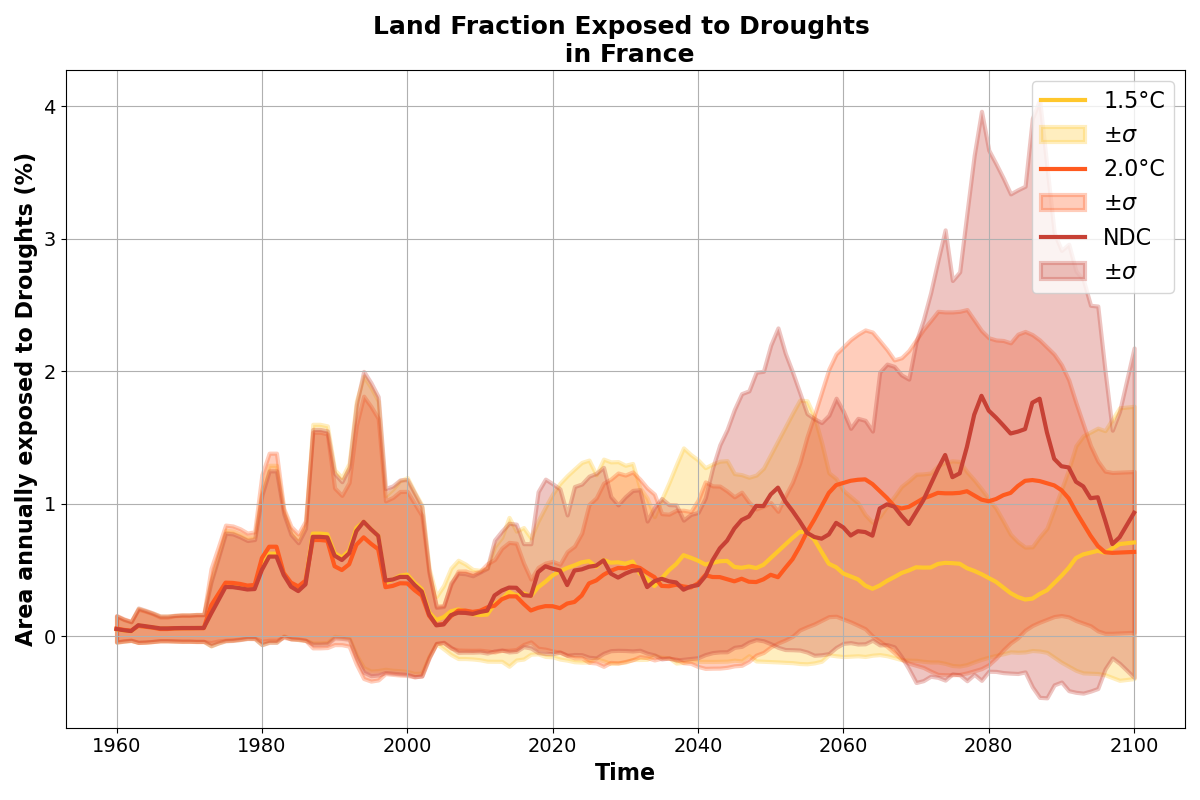 Land Fraction Exposed to Droughts
in France
Area annually exposed to Droughts (%)
4
3
2
1
0
1.5°C
±σ
2.0°C
±σ
NDC
±σ
1960
1980
2000
2020
2040
2060
2080
2100
Time